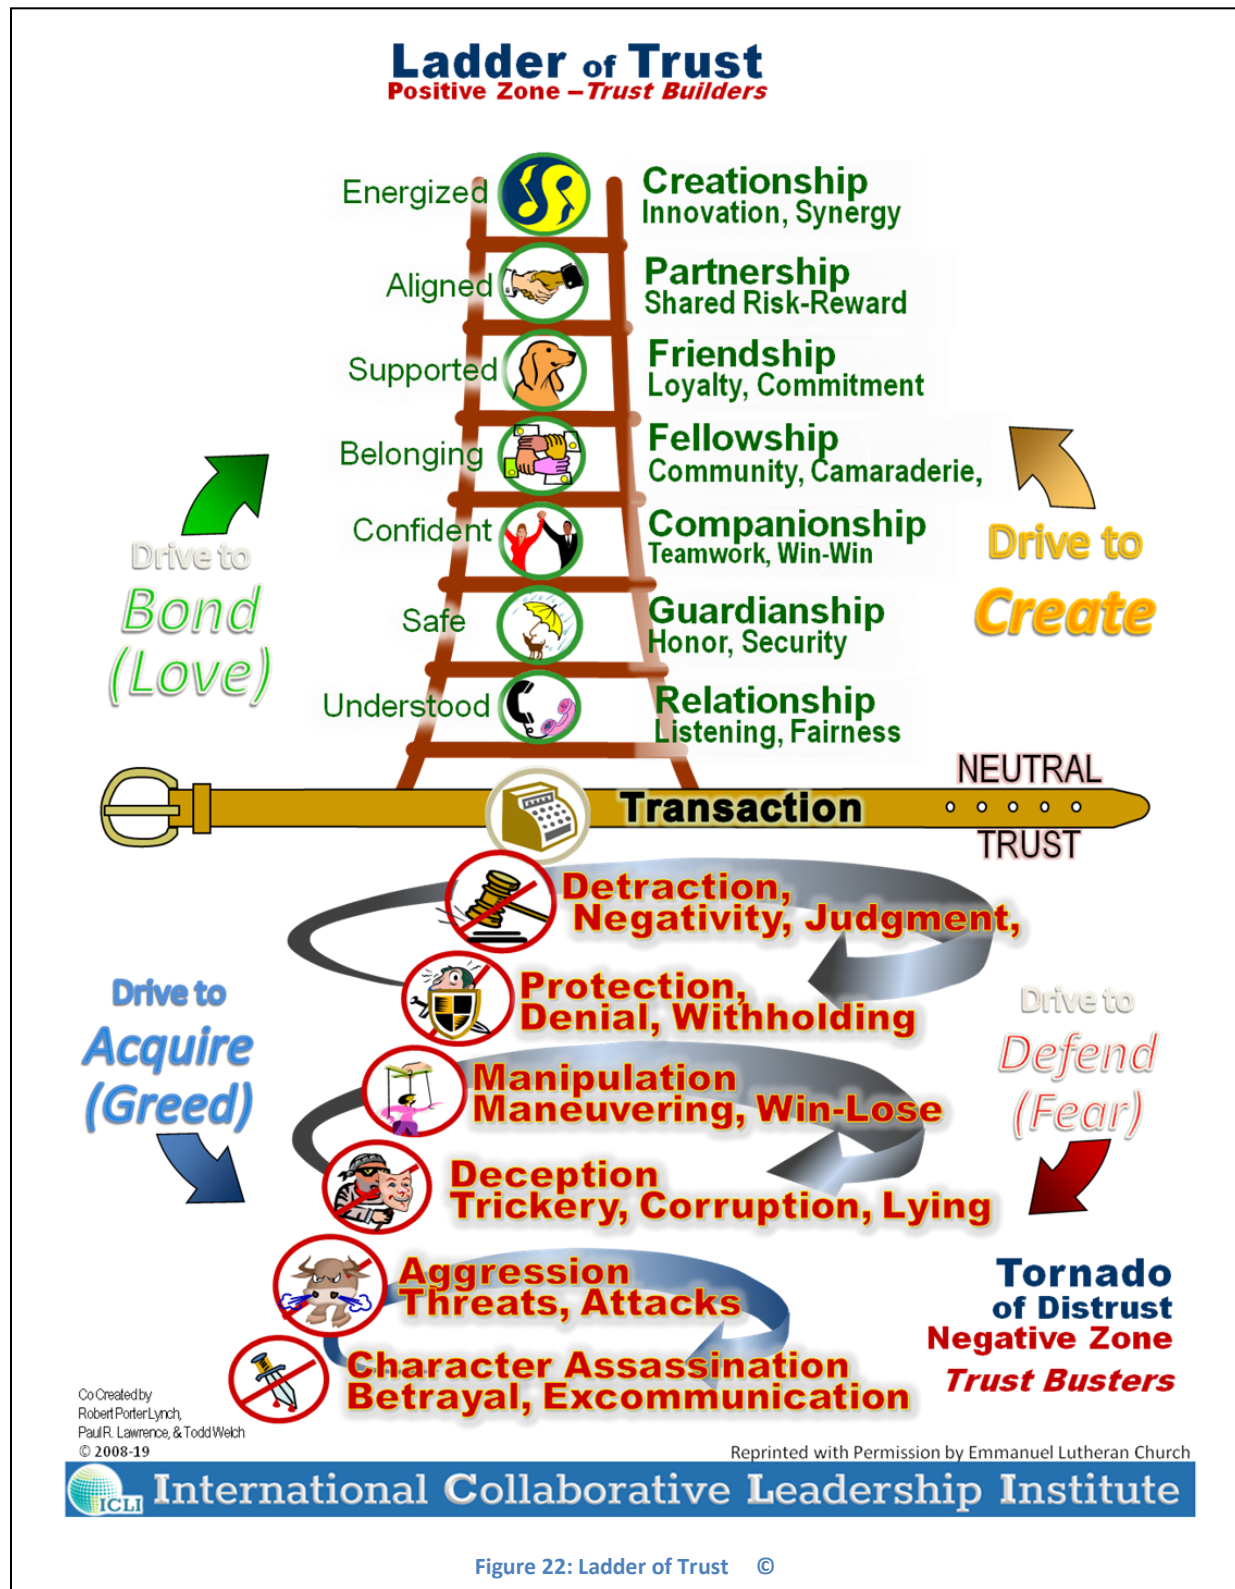 Ladder of Trust
Positive Zone –Trust Builders
Energized
Creationship
Innovation, Synergy
Aligned
Partnership
Shared Risk-Reward
Supported
Friendship
Loyalty, Commitment
Belonging
Fellowship
Community, Camaraderie,
Confident
Companionship
Teamwork, Win-Win
Safe
Guardianship
Honor, Security
Understood
Relationship
Listening, Fairness
Drive to
Bond
(Love)
Drive to
Create
Transaction
NEUTRAL
TRUST
Detraction,
Negativity, Judgment,
Protection,
Denial, Withholding
Manipulation
Maneuvering, Win-Lose
Deception
Trickery, Corruption, Lying
Aggression
Threats, Attacks
Character Assassination
Betrayal, Excommunication
Drive to
Acquire
(Greed)
Drive to
Defend
(Fear)
Tornado
of Distrust
Negative Zone
Trust Busters
Co Created by
Robert Porter Lynch,
Paul R. Lawrence, & Todd Welch
© 2008-19
Reprinted with Permission by Emmanuel Lutheran Church
ICLI International Collaborative Leadership Institute
Figure 22: Ladder of Trust ©